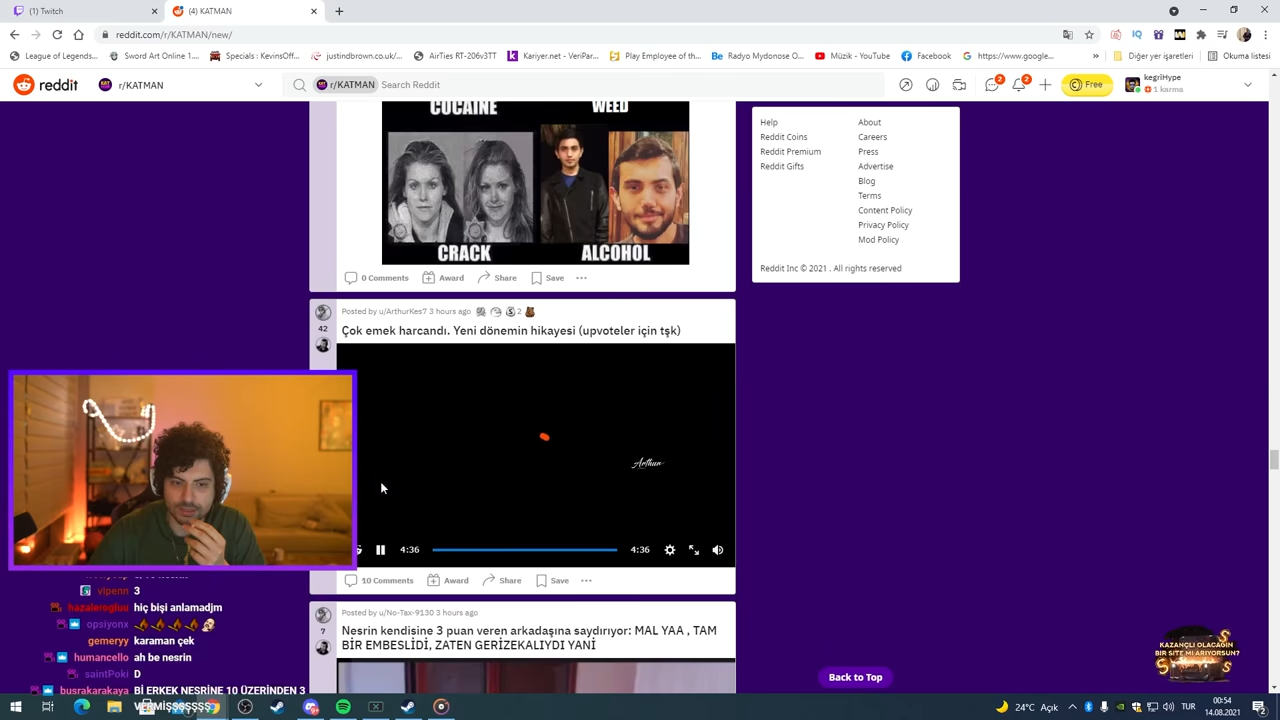 (1) Twitch
(4) KATMAN
reddit.com/r/KATMAN/new/
League of Legends...
Sword Art Online 1....
Specials : KevinsOff...
justindbrown.co.uk/...
AirTies RT-206v3TT
Kariyer.net - VeriPar...
Play Employee of th...
Radyo Mydonose O...
Müzik - YouTube
Facebook
https://www.google...
»
Diğer yer işaretleri
Okuma listesi
reddit
r/KATMAN
r/KATMAN
Search Reddit
2
2
Free
kegriHype
1 karma
COCAINE
WEED
CRACK
ALCOHOL
0 Comments
Award
Share
Save
Help
Reddit Coins
Reddit Premium
Reddit Gifts
About
Careers
Press
Advertise
Blog
Terms
Content Policy
Privacy Policy
Mod Policy
Reddit Inc © 2021 . All rights reserved
42
Posted by u/ArthurKes7 3 hours ago
2
Çok emek harcandı. Yeni dönemin hikayesi (upvoteler için tşk)
Arthur
4:36
4:36
10 Comments
Award
Share
Save
7
Posted by u/No-Tax-9130 3 hours ago
Nesrin kendisine 3 puan veren arkadaşına saydırıyor: MAL YAA , TAM
BİR EMBESLİDİ, ZATEN GERİZEKALIYDI YANİ
vlpenn 3
hazalerogluu hiç bişi anlamadjm
opsiyonx
gemeryy karaman çek
humancello ah be nesrin
saintPoki D
busrakarakaya Bİ ERKEK NESRİNE 10 ÜZERİNDEN 3
VERMİSSSSSSS
Back to Top
KAZANÇLI OLACAĞIN
BİR SİTE Mİ ARIYORSUN?
24°C Açık
TUR
00:54
14.08.2021